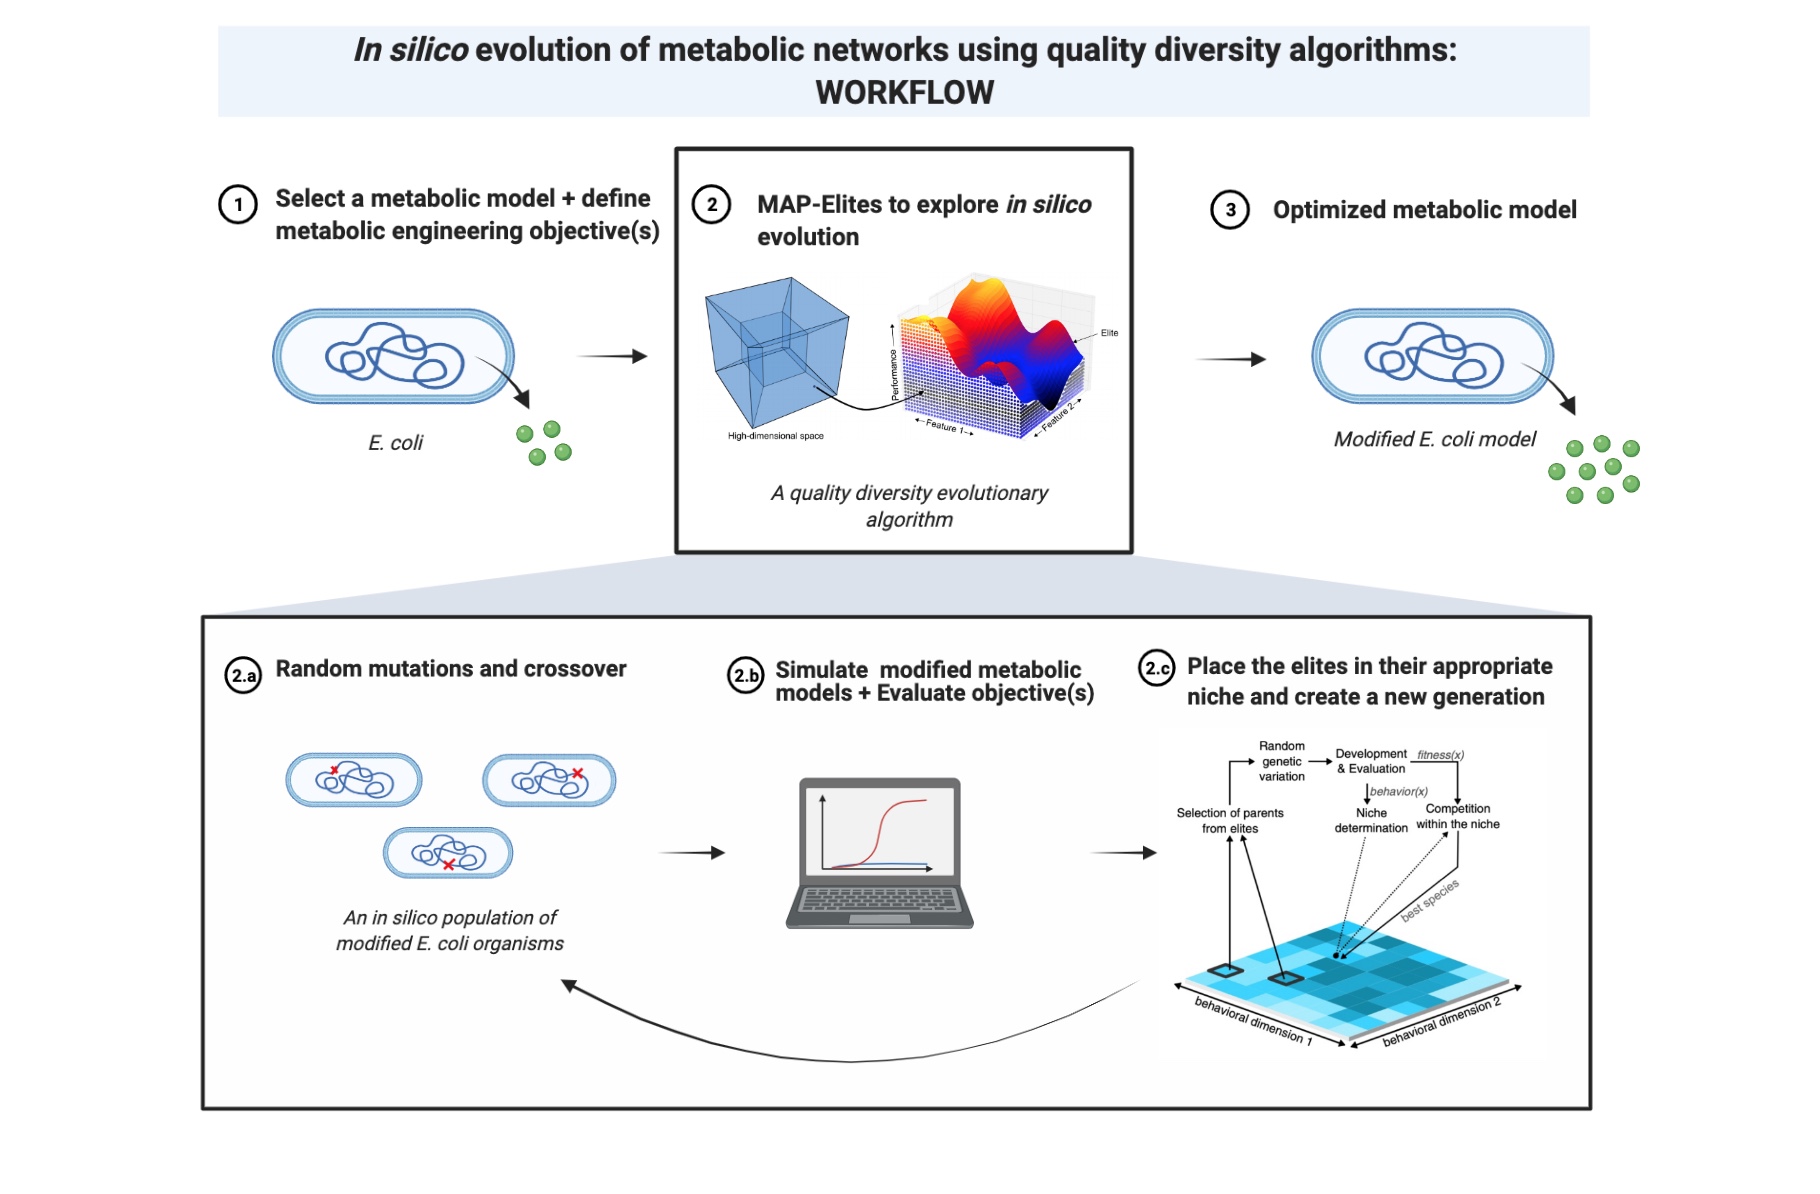 In silico evolution of metabolic networks using quality diversity algorithms:
WORKFLOW
1
Select a metabolic model + define
metabolic engineering objective(s)
E. coli
2
MAP-Elites to explore in silico
evolution
High-dimensional space
Performance
Feature 1
Feature 2
Elite
A quality diversity evolutionary
algorithm
3
Optimized metabolic model
Modified E. coli model
2.a
Random mutations and crossover
An in silico population of
modified E. coli organisms
2.b
Simulate modified metabolic
models + Evaluate objective(s)
2.c
Place the elites in their appropriate
niche and create a new generation
Random
genetic
variation
Development
& Evaluation
fitness(x)
behavior(x)
Selection of parents
from elites
Niche
determination
Competition
within the niche
best species
behavioral dimension 1
behavioral dimension 2